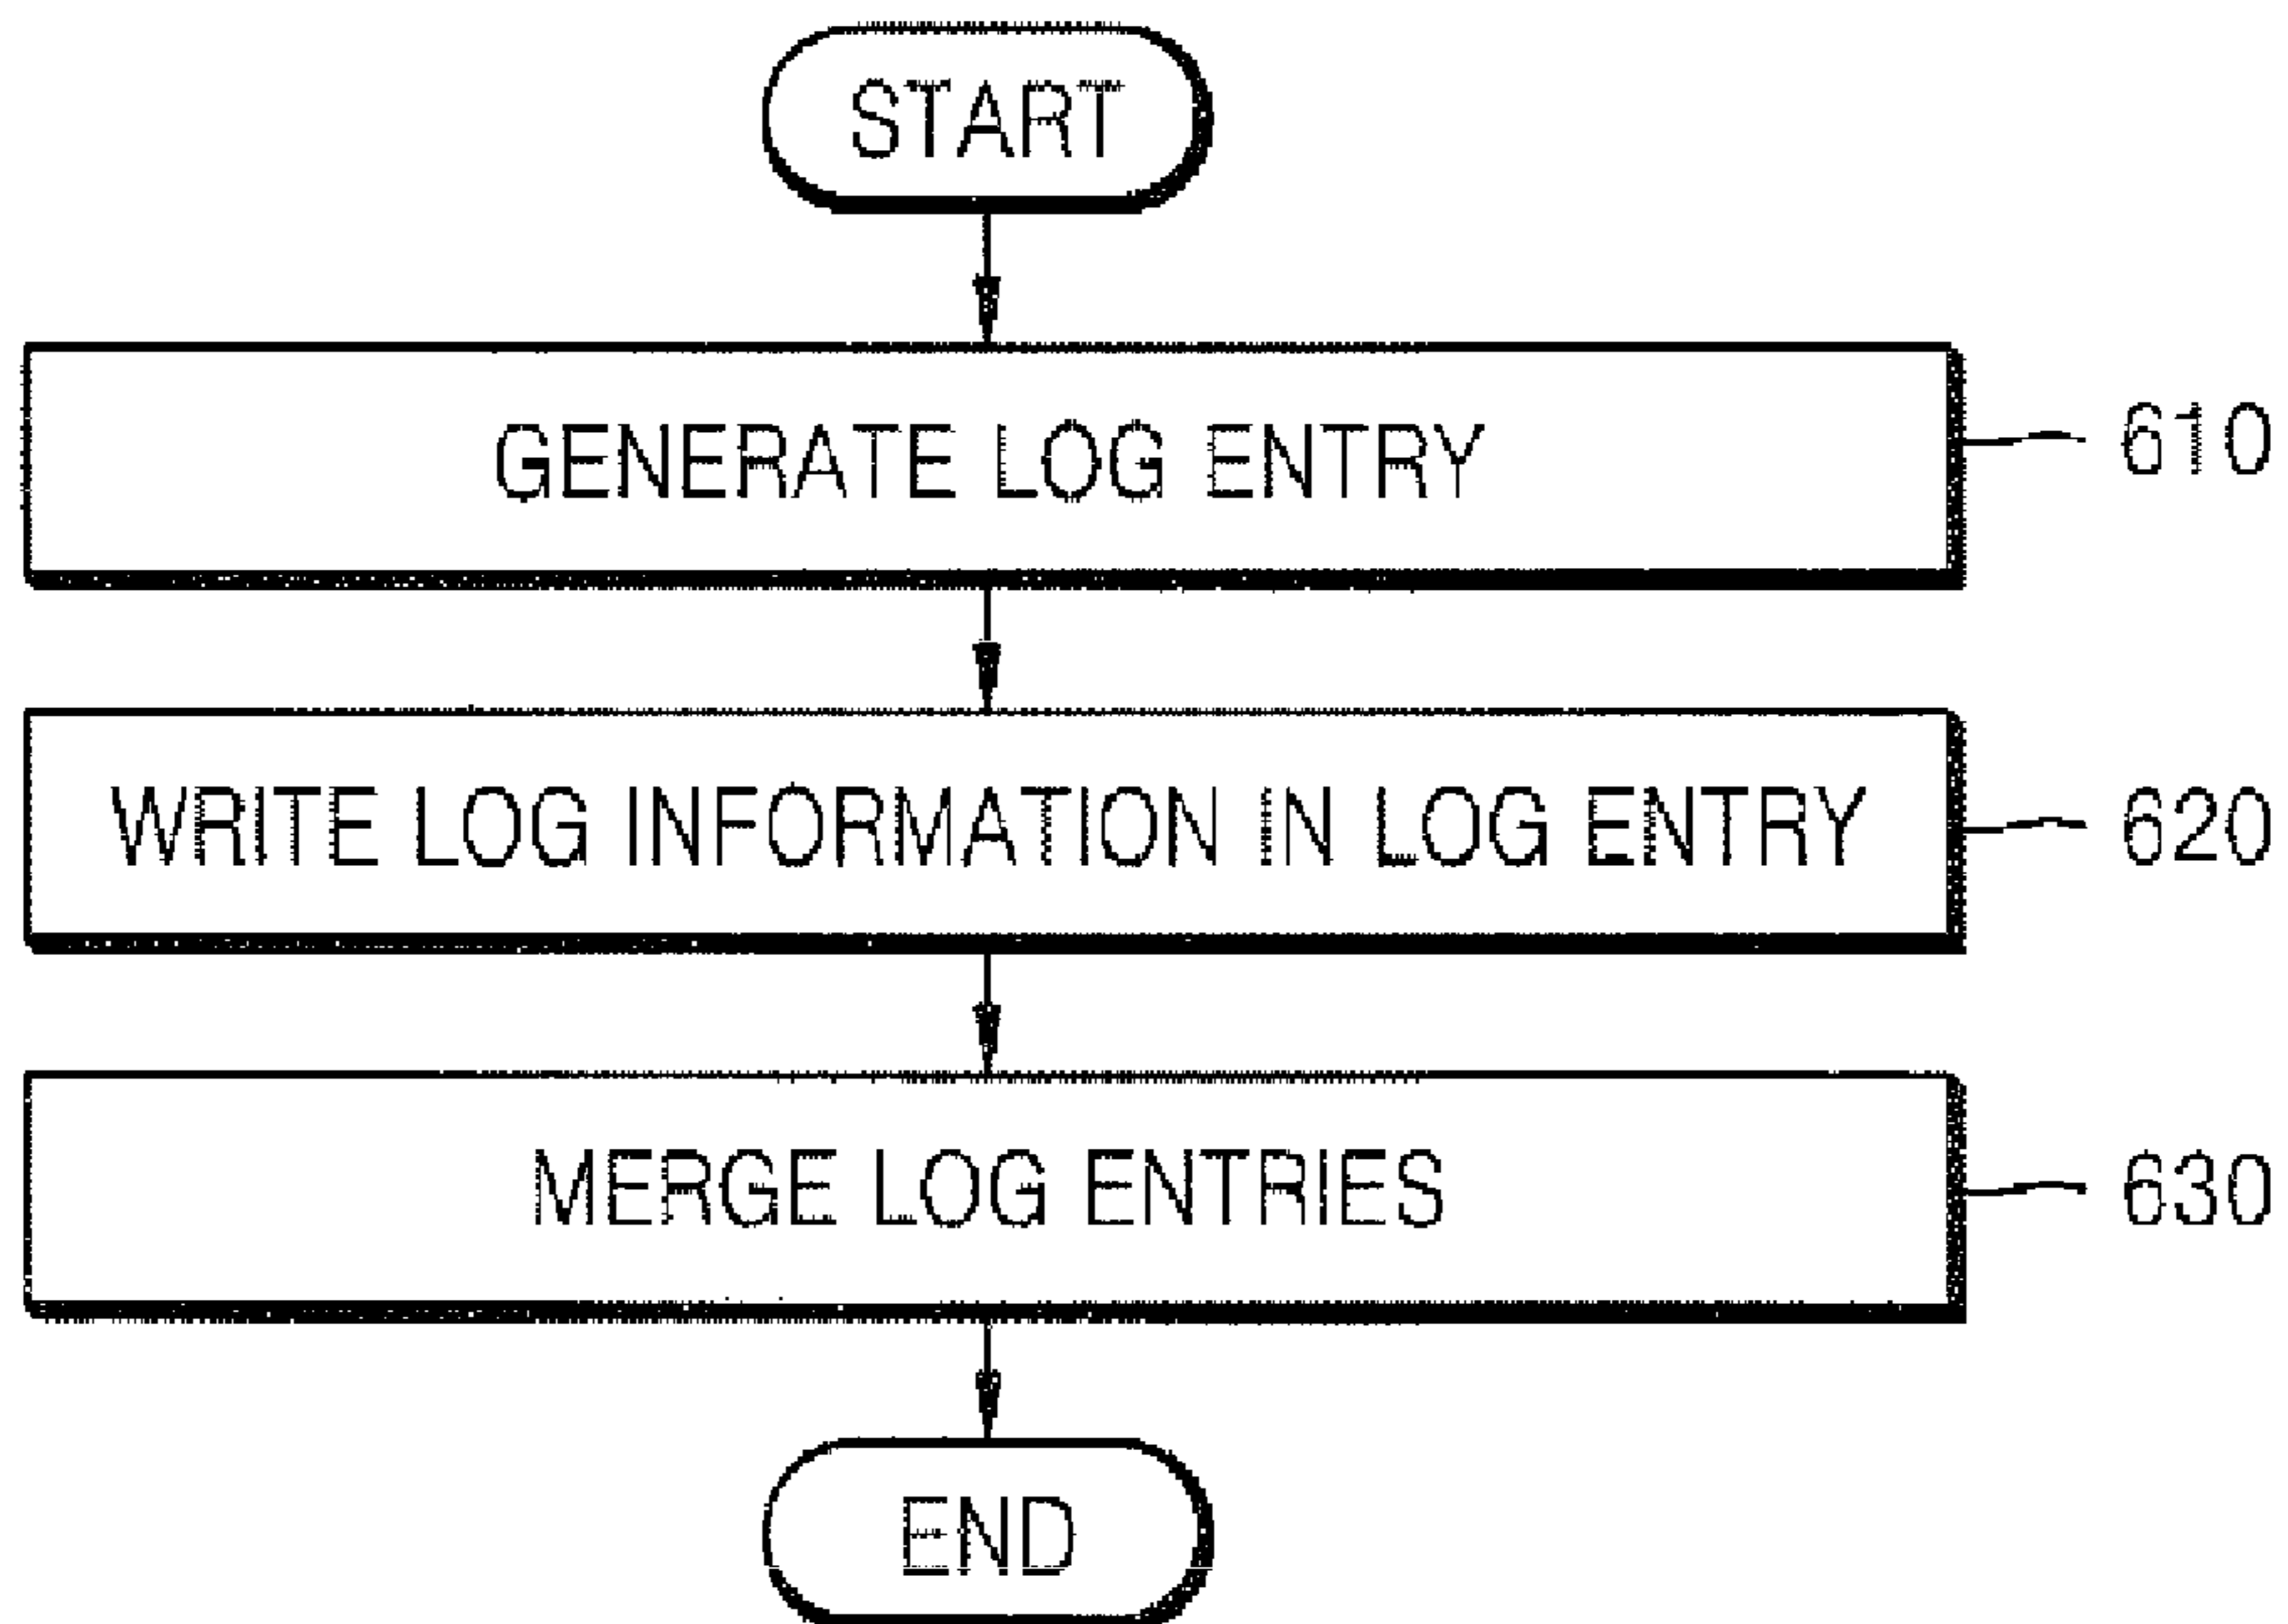 START
GENERATE LOG ENTRY
610
WRITE LOG INFORMATION IN LOG ENTRY
620
MERGE LOG ENTRIES
630
END